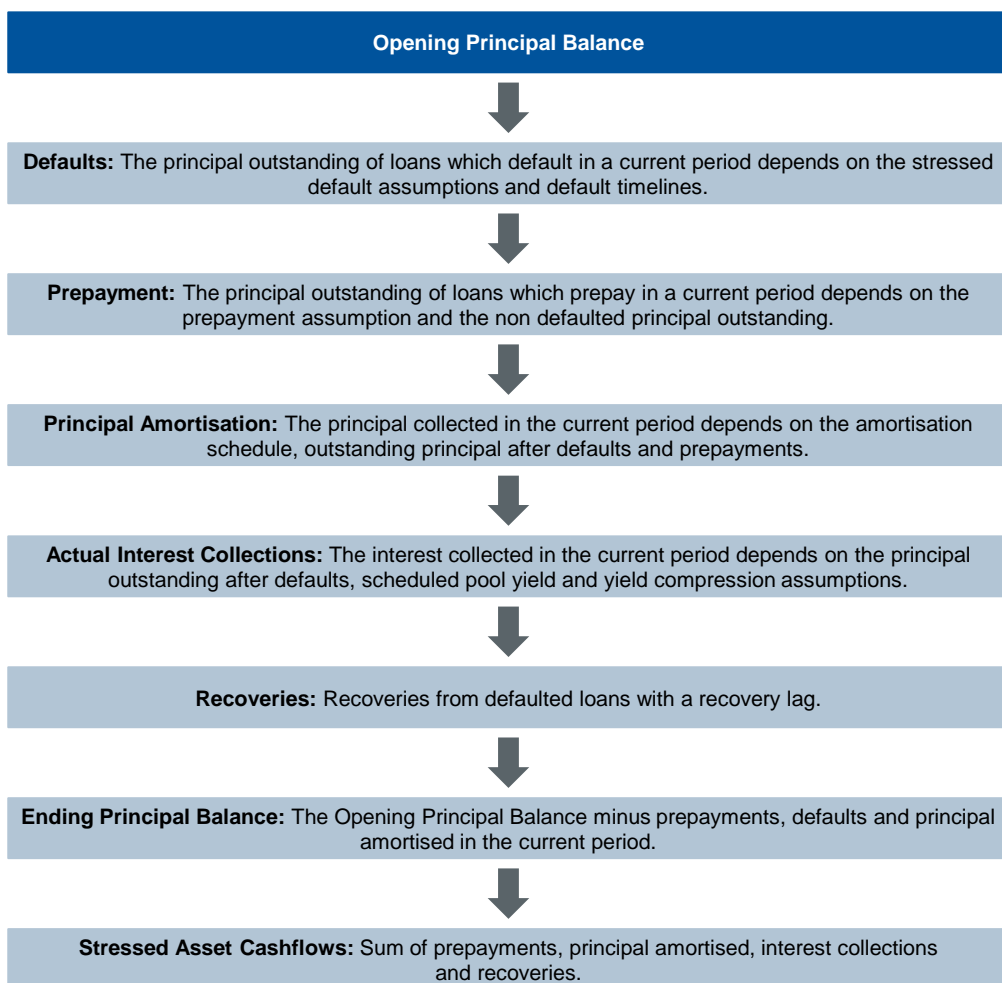 Opening Principal Balance
Defaults: The principal outstanding of loans which default in a current period depends on the stressed
default assumptions and default timelines.
Prepayment: The principal outstanding of loans which prepay in a current period depends on the
prepayment assumption and the non defaulted principal outstanding.
Principal Amortisation: The principal collected in the current period depends on the amortisation
schedule, outstanding principal after defaults and prepayments.
Actual Interest Collections: The interest collected in the current period depends on the principal
outstanding after defaults, scheduled pool yield and yield compression assumptions.
Recoveries: Recoveries from defaulted loans with a recovery lag.
Ending Principal Balance: The Opening Principal Balance minus prepayments, defaults and principal
amortised in the current period.
Stressed Asset Cashflows: Sum of prepayments, principal amortised, interest collections
and recoveries.